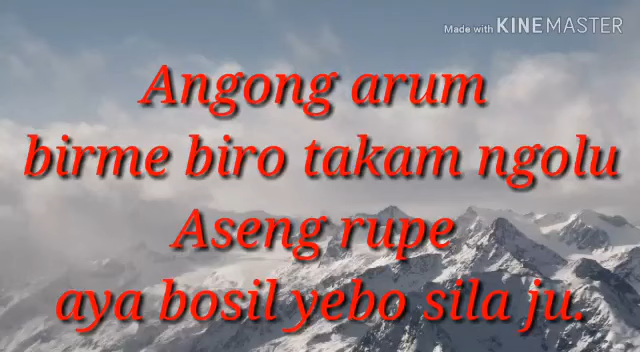 Made with KINEMASTER
Angong arum
birme biro takam ngolu
Aseng rupe
aya bosil yebo sila ju.